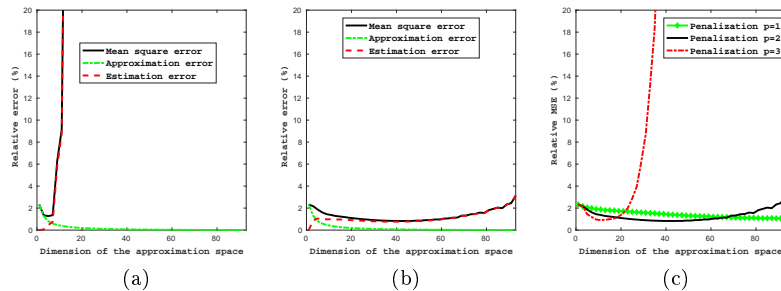 Relative error (%)
20
18
16
14
12
10
8
6
4
2
0
0 20 40 60 80
Dimension of the approximation space
Mean square error
Approximation error
Estimation error
(a)
Relative error (%)
20
18
16
14
12
10
8
6
4
2
0
0 20 40 60 80
Dimension of the approximation space
Mean square error
Approximation error
Estimation error
(b)
Relative MSE (%)
20
18
16
14
12
10
8
6
4
2
0
0 20 40 60 80
Dimension of the approximation space
Penalization p=1
Penalization p=2
Penalization p=3
(c)